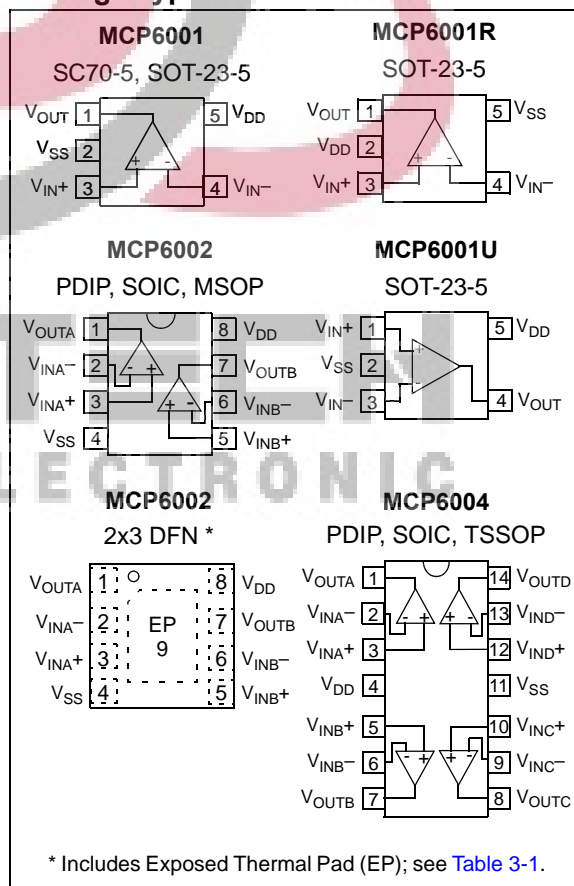 MCP6001
SC70-5, SOT-23-5
VOUT 1
5 VDD
VSS 2
+ -
VIN+ 3
4 VIN–
MCP6001R
SOT-23-5
VOUT 1
5 VSS
VDD 2
+ -
VIN+ 3
4 VIN–
MCP6002
PDIP, SOIC, MSOP
VOUTA 1
8 VDD
VINA– 2
- +
7 VOUTB
VINA+ 3
+ -
6 VINB–
VSS 4
5 VINB+
MCP6001U
SOT-23-5
VIN+ 1
5 VDD
+
VSS 2
-
VIN– 3
4 VOUT
TECH
ELECTRONIC
MCP6002
2x3 DFN *
VOUTA 1
8 VDD
VINA– 2
EP
7 VOUTB
VINA+ 3
9
6 VINB–
VSS 4
5 VINB+
MCP6004
PDIP, SOIC, TSSOP
VOUTA 1
14 VOUTD
VINA– 2
- + + -
13 VIND–
VINA+ 3
12 VIND+
VDD 4
11 VSS
VINB+ 5
10 VINC+
VINB– 6
- + + -
9 VINC–
VOUTB 7
8 VOUTC
* Includes Exposed Thermal Pad (EP); see Table 3-1.